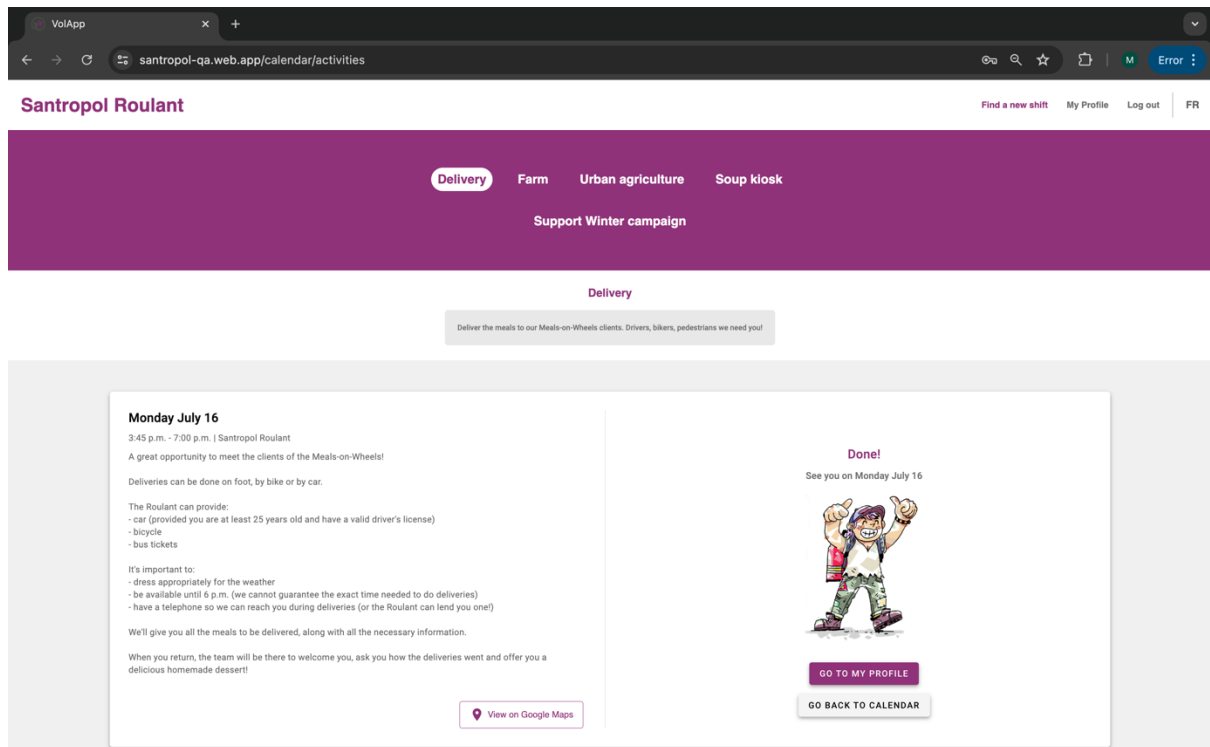 VolApp
santropol-qa.web.app/calendar/activities
M
Error
Santropol Roulant
Find a new shift
My Profile
Log out
FR
Delivery
Farm
Urban agriculture
Soup kiosk
Support Winter campaign
Delivery
Deliver the meals to our Meals-on-Wheels clients. Drivers, bikers, pedestrians we need you!
Monday July 16
3:45 p.m. - 7:00 p.m. | Santropol Roulant
A great opportunity to meet the clients of the Meals-on-Wheels!
Deliveries can be done on foot, by bike or by car.
The Roulant can provide:
- car (provided you are at least 25 years old and have a valid driver's license)
- bicycle
- bus tickets
It's important to:
- dress appropriately for the weather
- be available until 6 p.m. (we cannot guarantee the exact time needed to do deliveries)
- have a telephone so we can reach you during deliveries (or the Roulant can lend you one!)
We'll give you all the meals to be delivered, along with all the necessary information.
When you return, the team will be there to welcome you, ask you how the deliveries went and offer you a
delicious homemade dessert!
View on Google Maps
Done!
See you on Monday July 16
GO TO MY PROFILE
GO BACK TO CALENDAR